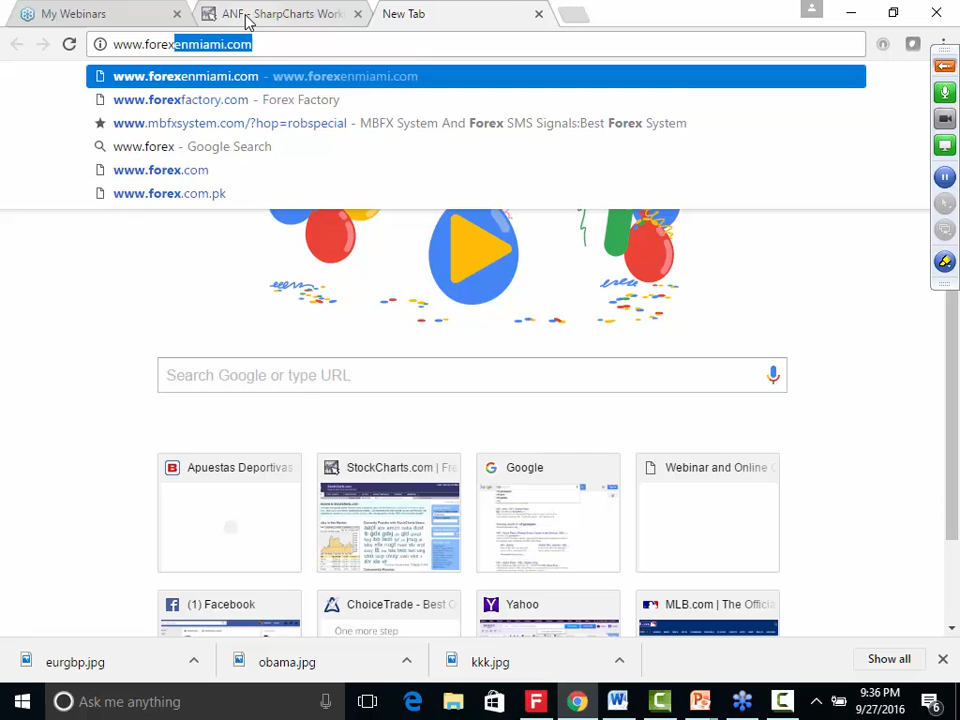 My Webinars
ANF - SharpCharts Work
New Tab
www.forexenmiami.com
www.forexenmiami.com - www.forexenmiami.com
www.forexfactory.com - Forex Factory
www.mbfxsystem.com/?hop=robspecial - MBFX System And Forex SMS Signals:Best Forex System
www.forex - Google Search
www.forex.com
www.forex.com.pk
Search Google or type URL
Apuestas Deportivas
StockCharts.com | Fre
Google
Webinar and Online C
(1) Facebook
ChoiceTrade - Best O
Yahoo
MLB.com | The Officia
One more step
eurgbp.jpg
obama.jpg
kkk.jpg
Show all
Ask me anything
9:36 PM
9/27/2016
6